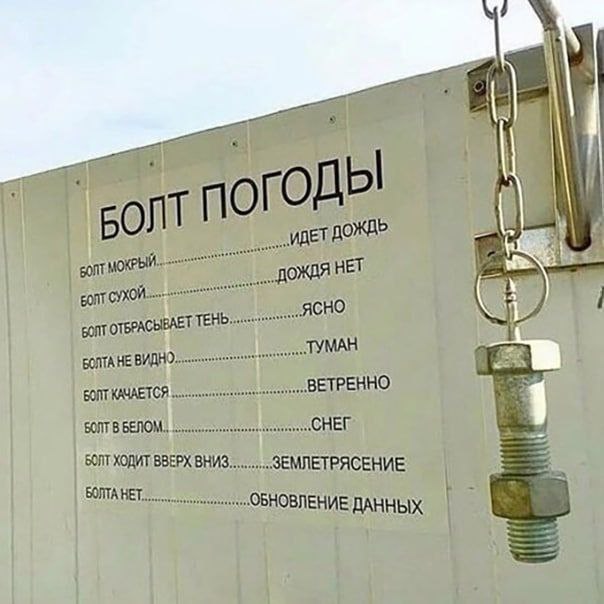 БОЛТ ПОГОДЫ
БОЛТ МОКРЫЙ..........................ИДЕТ ДОЖДЬ
БОЛТ СУХОЙ..........................ДОЖДЯ НЕТ
БОЛТ ОТБРАСЫВАЕТ ТЕНЬ...............ЯСНО
БОЛТА НЕ ВИДНО..........................ТУМАН
БОЛТ КАЧАЕТСЯ...........................ВЕТРЕННО
БОЛТ В БЕЛОМ.............................СНЕГ
БОЛТ ХОДИТ ВВЕРХ ВНИЗ..........ЗЕМЛЕТРЯСЕНИЕ
БОЛТА НЕТ......................ОБНОВЛЕНИЕ ДАННЫХ